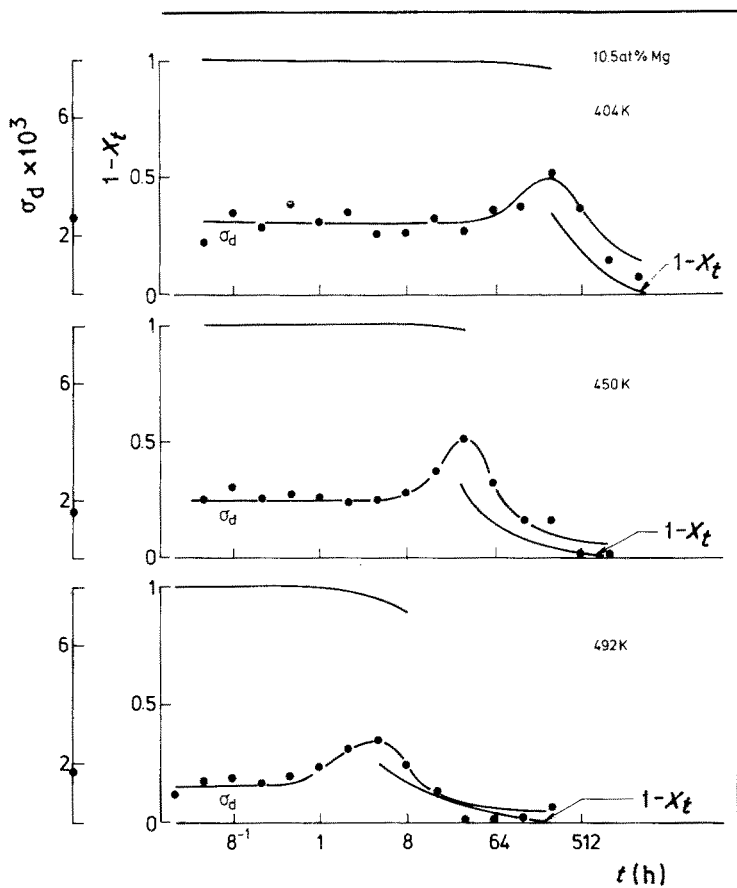 σd ×10³
1-Xt
1
10.5at% Mg
6
404K
0.5
2
σd
1-Xt
0
1
6
450K
0.5
2
σd
1-Xt
0
1
6
492K
0.5
2
σd
1-Xt
0
8⁻¹ 1 8 64 512
t (h)